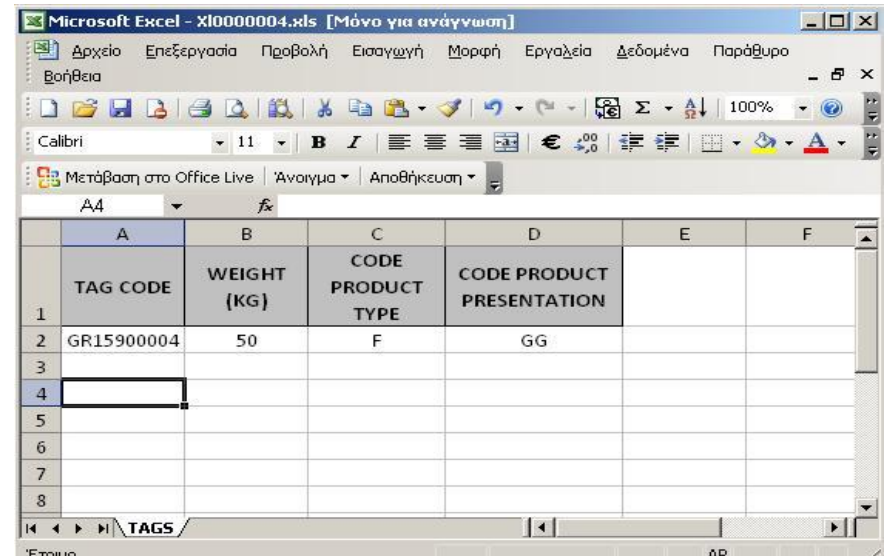 Microsoft Excel - Xl0000004.xls [Μόνο για ανάγνωση]
Αρχείο Επεξεργασία Προβολή Εισαγωγή Μορφή Εργαλεία Δεδομένα Παράθυρο
Βοήθεια
100%
Calibri 11 B I €
Μετάβαση στο Office Live Άνοιγμα Αποθήκευση
A4 fx
A B C D E F
1 TAG CODE WEIGHT (KG) CODE PRODUCT TYPE CODE PRODUCT PRESENTATION
2 GR15900004 50 F GG
3
4
5
6
7
8
TAGS
Έτοιμο